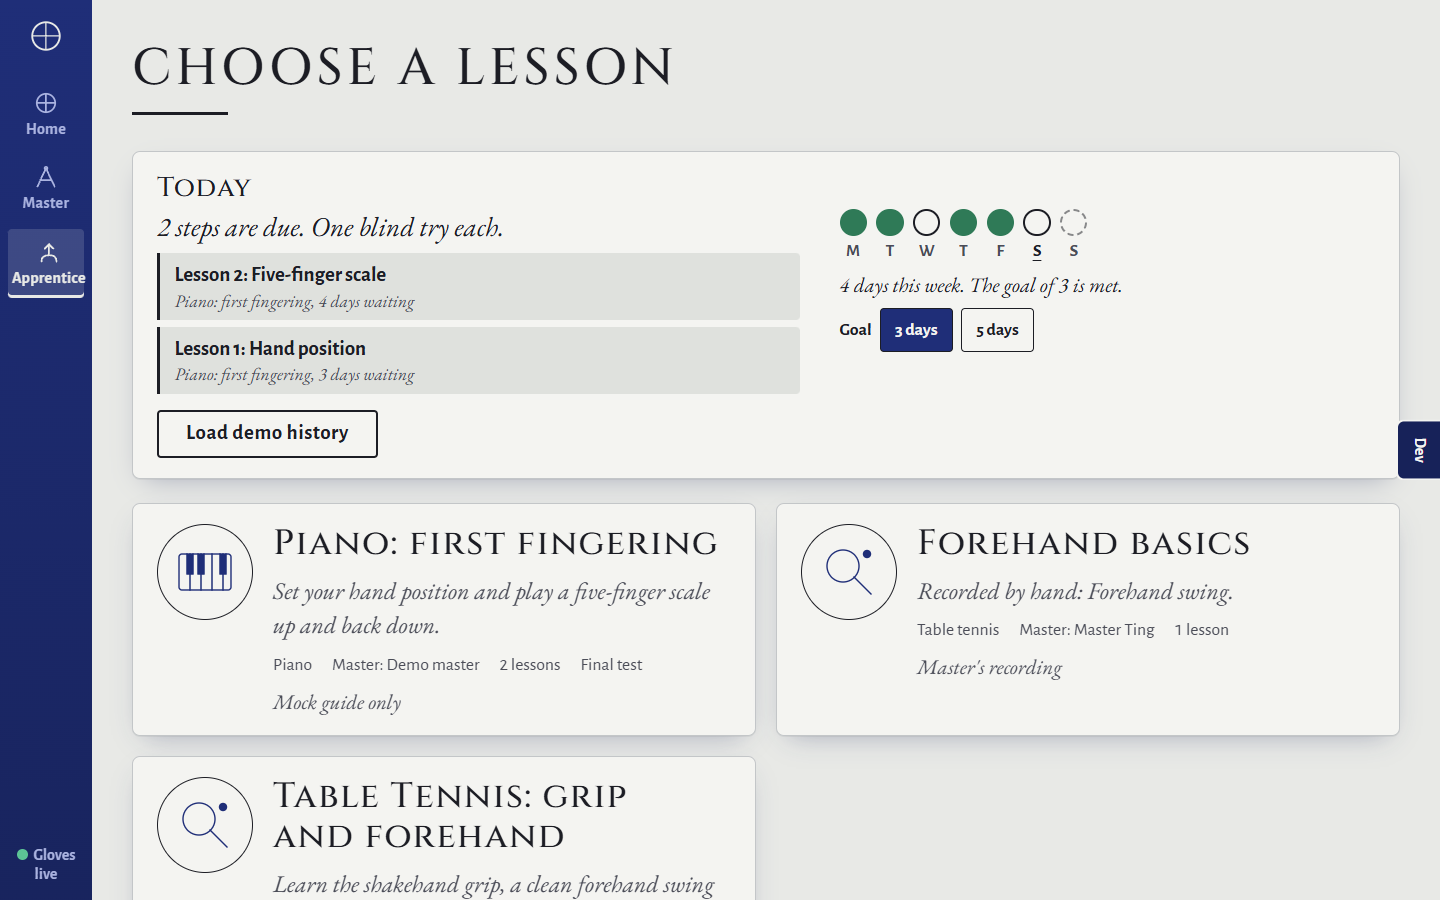 CHOOSE A LESSON
Home
Master
Apprentice
Gloves
live
Today
2 steps are due. One blind try each.
Lesson 2: Five-finger scale
Piano: first fingering, 4 days waiting
Lesson 1: Hand position
Piano: first fingering, 3 days waiting
Load demo history
M T W T F S S
4 days this week. The goal of 3 is met.
Goal 3 days 5 days
Dev
Piano: first fingering
Set your hand position and play a five-finger scale
up and back down.
Piano Master: Demo master 2 lessons Final test
Mock guide only
Forehand basics
Recorded by hand: Forehand swing.
Table tennis Master: Master Ting 1 lesson
Master's recording
Table Tennis: grip
and forehand
Learn the shakehand grip, a clean forehand swing